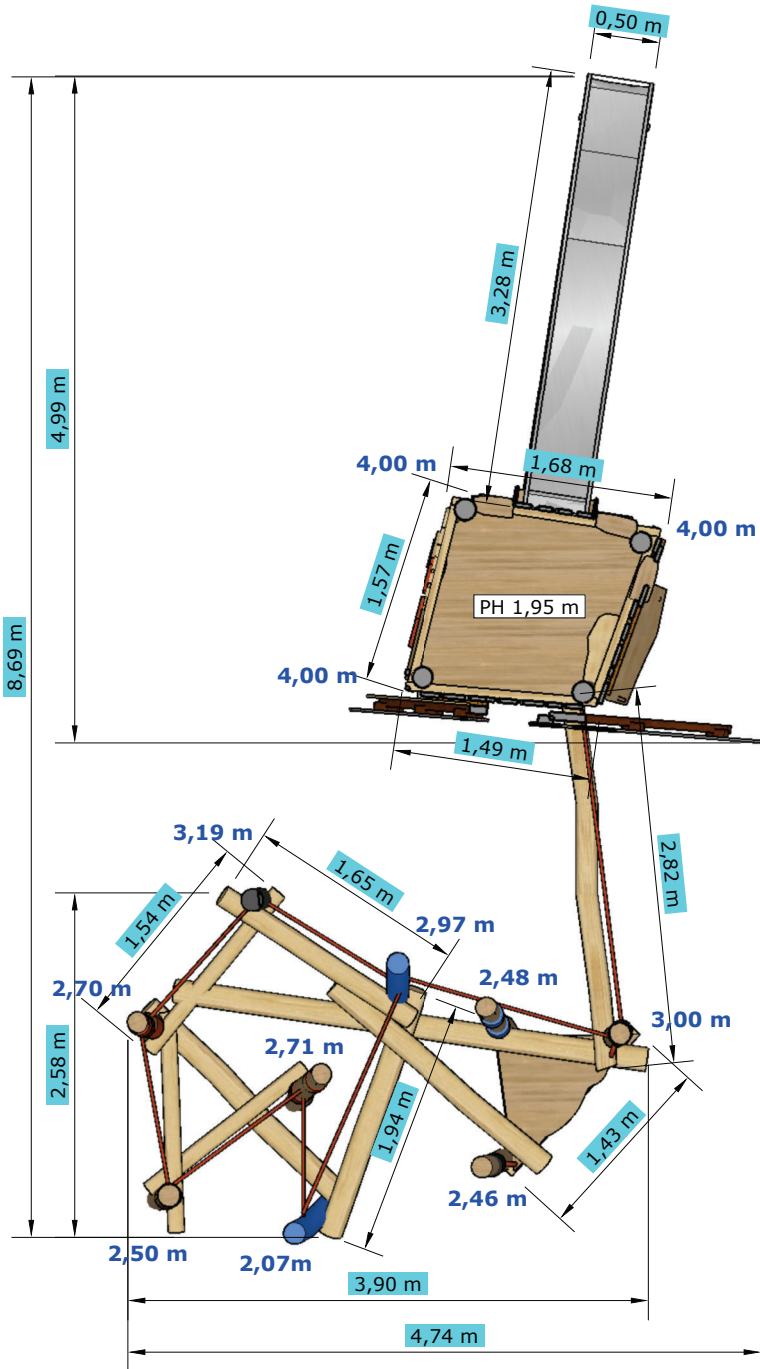 0,50 m
3,28 m
4,99 m
4,00 m
1,68 m
4,00 m
1,57 m
PH 1,95 m
8,69 m
4,00 m
1,49 m
3,19 m
1,65 m
2,82 m
1,54 m
2,97 m
2,70 m
2,48 m
3,00 m
2,71 m
2,58 m
1,94 m
1,43 m
2,46 m
2,50 m
2,07m
3,90 m
4,74 m